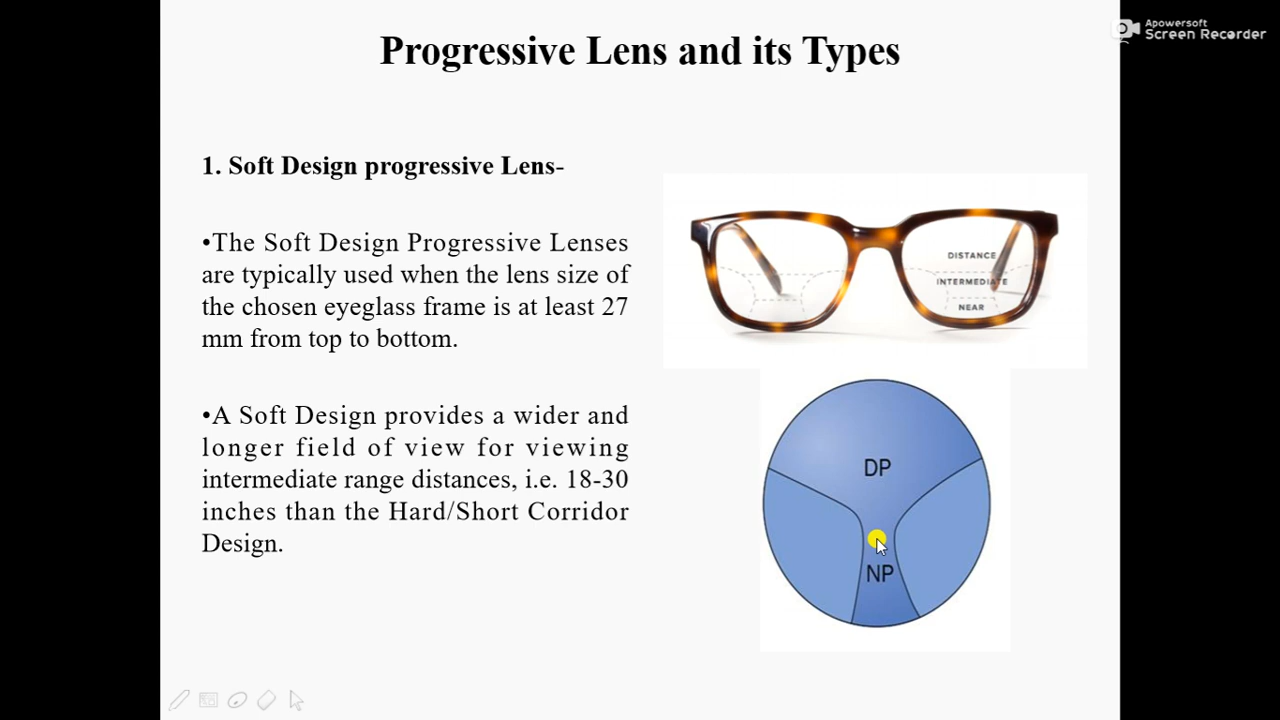 Apowersoft
Screen Recorder
Progressive Lens and its Types
1. Soft Design progressive Lens-
•The Soft Design Progressive Lenses
are typically used when the lens size of
the chosen eyeglass frame is at least 27
mm from top to bottom.
•A Soft Design provides a wider and
longer field of view for viewing
intermediate range distances, i.e. 18-30
inches than the Hard/Short Corridor
Design.
DISTANCE
INTERMEDIATE
NEAR
DP
NP